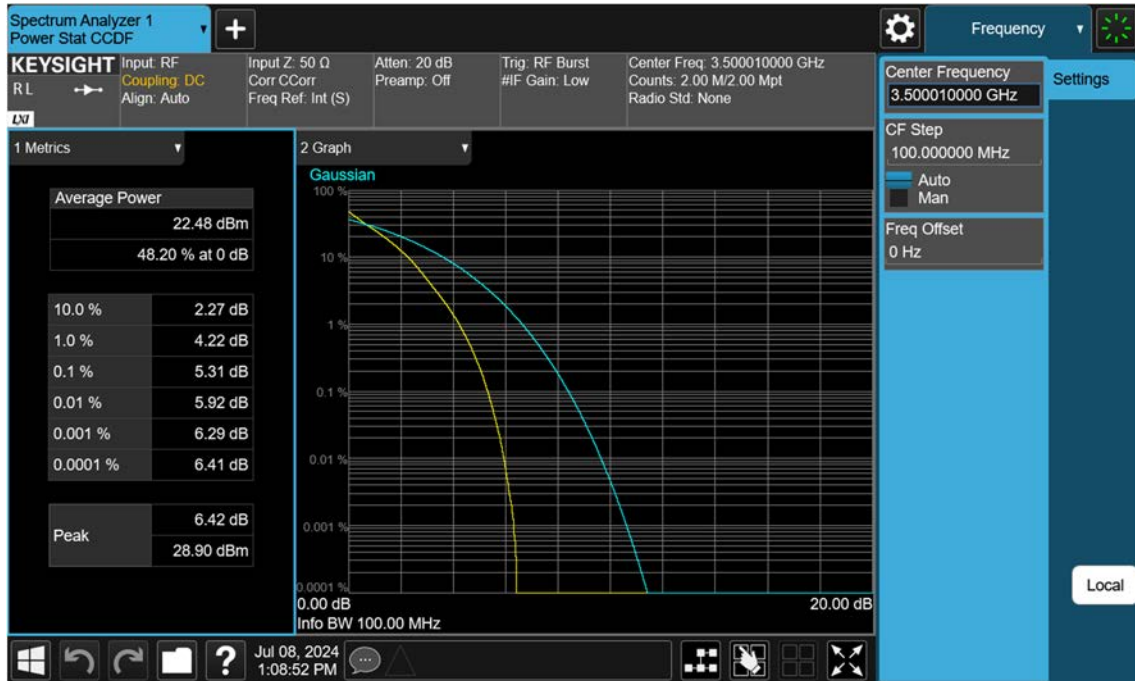 Spectrum Analyzer 1
Power Stat CCDF
Frequency
KEYSIGHT
R L
LXI
Input: RF
Coupling: DC
Align: Auto
Input Z: 50 Ω
Corr CCorr
Freq Ref: Int (S)
Atten: 20 dB
Preamp: Off
Trig: RF Burst
#IF Gain: Low
Center Freq: 3.500010000 GHz
Counts: 2.00 M/2.00 Mpt
Radio Std: None
Center Frequency
3.500010000 GHz
Settings
CF Step
100.000000 MHz
Auto
Man
Freq Offset
0 Hz
Local
1 Metrics
Average Power
22.48 dBm
48.20 % at 0 dB
10.0 % 2.27 dB
1.0 % 4.22 dB
0.1 % 5.31 dB
0.01 % 5.92 dB
0.001 % 6.29 dB
0.0001 % 6.41 dB
Peak
6.42 dB
28.90 dBm
2 Graph
Gaussian
100 %
10 %
1 %
0.1 %
0.01 %
0.001 %
0.0001 %
0.00 dB 20.00 dB
Info BW 100.00 MHz
?
Jul 08, 2024
1:08:52 PM